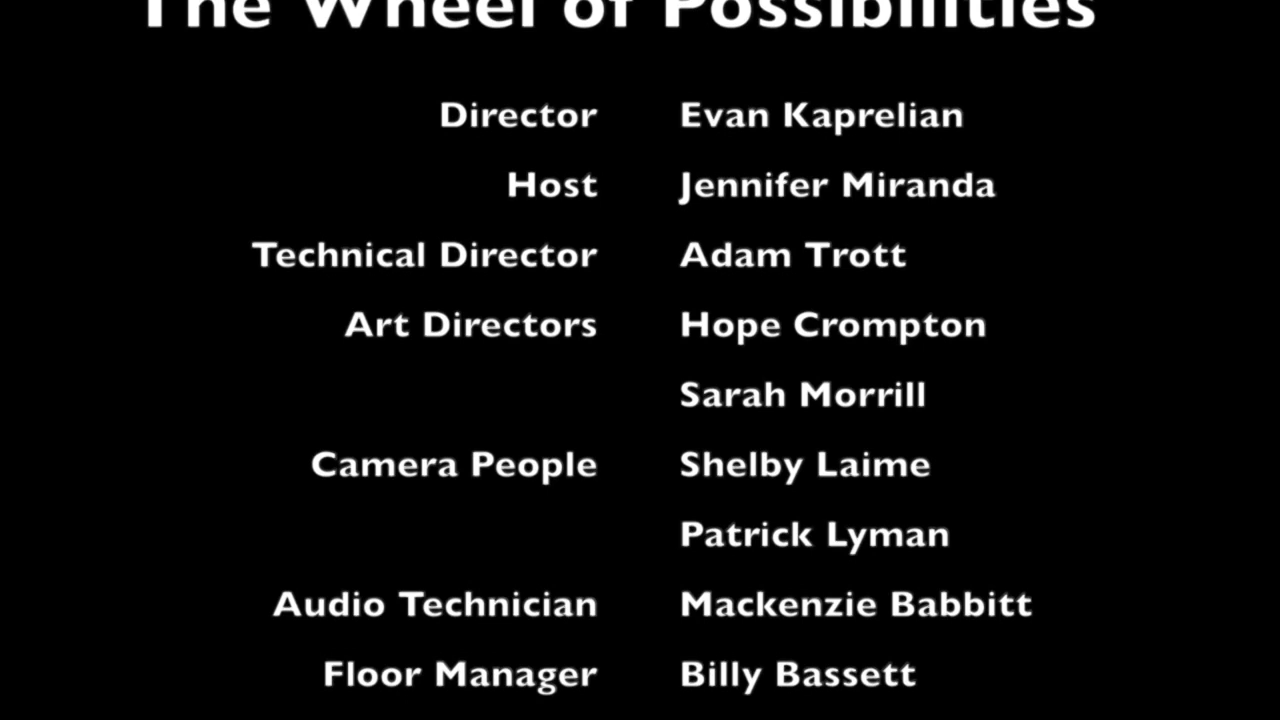 The Wheel of Possibilities
Director Evan Kaprelian
Host Jennifer Miranda
Technical Director Adam Trott
Art Directors Hope Crompton
Sarah Morrill
Camera People Shelby Laime
Patrick Lyman
Audio Technician Mackenzie Babbitt
Floor Manager Billy Bassett